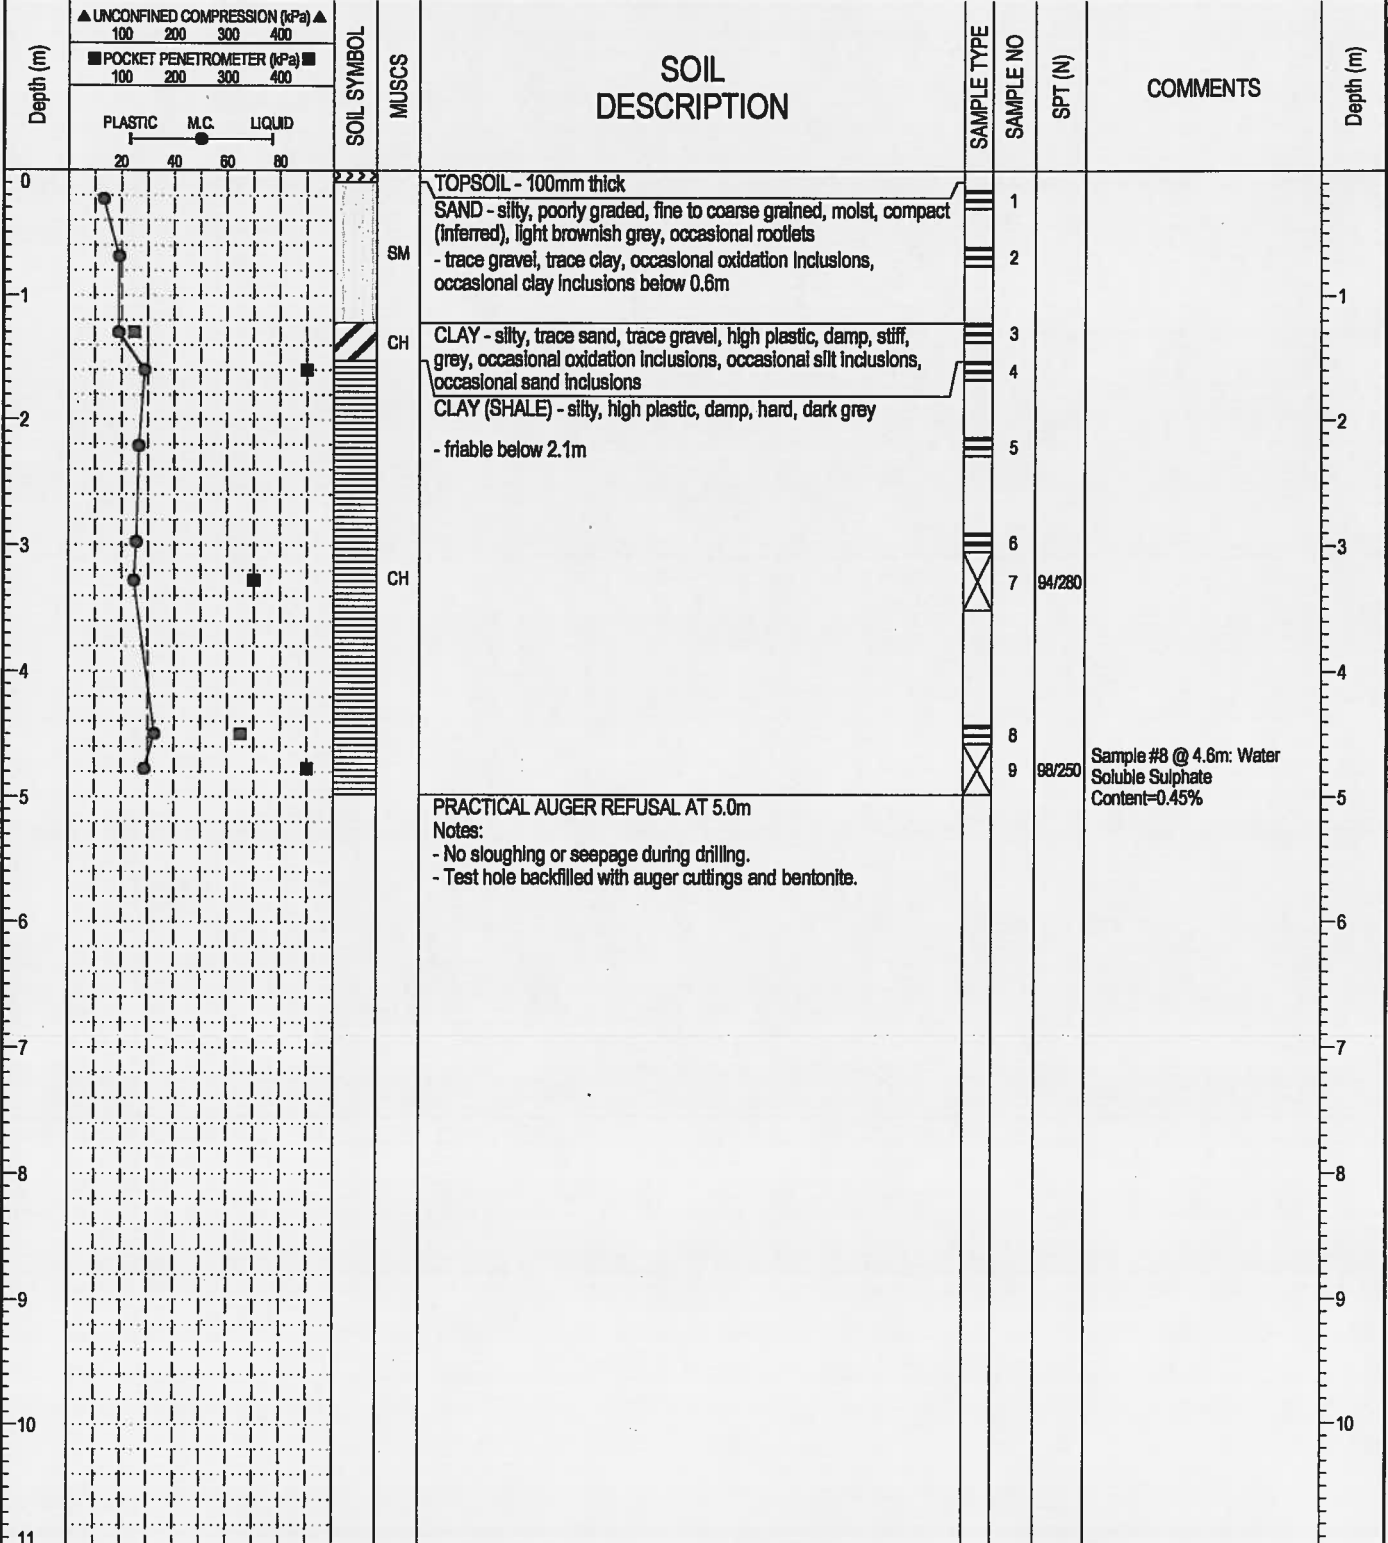 ▲ UNCONFINED COMPRESSION (kPa) ▲
100 200 300 400
■ POCKET PENETROMETER (kPa) ■
100 200 300 400
PLASTIC M.C. LIQUID
20 40 60 80
Depth (m)
SOIL SYMBOL
MUSCS
SOIL
DESCRIPTION
SAMPLE TYPE
SAMPLE NO
SPT (N)
COMMENTS
Depth (m)
0
TOPSOIL - 100mm thick
1
SAND - silty, poorly graded, fine to coarse grained, moist, compact
(inferred), light brownish grey, occasional rootlets
SM
- trace gravel, trace clay, occasional oxidation inclusions,
occasional clay inclusions below 0.6m
2
1
1
CH
CLAY - silty, trace sand, trace gravel, high plastic, damp, stiff,
grey, occasional oxidation inclusions, occasional silt inclusions,
occasional sand inclusions
3
4
CLAY (SHALE) - silty, high plastic, damp, hard, dark grey
2
2
- friable below 2.1m
5
3
6
3
CH
7
94/280
4
4
8
9
98/250
Sample #8 @ 4.6m: Water
Soluble Sulphate
Content=0.45%
5
5
PRACTICAL AUGER REFUSAL AT 5.0m
Notes:
- No sloughing or seepage during drilling.
- Test hole backfilled with auger cuttings and bentonite.
6
6
7
7
8
8
9
9
10
10
11